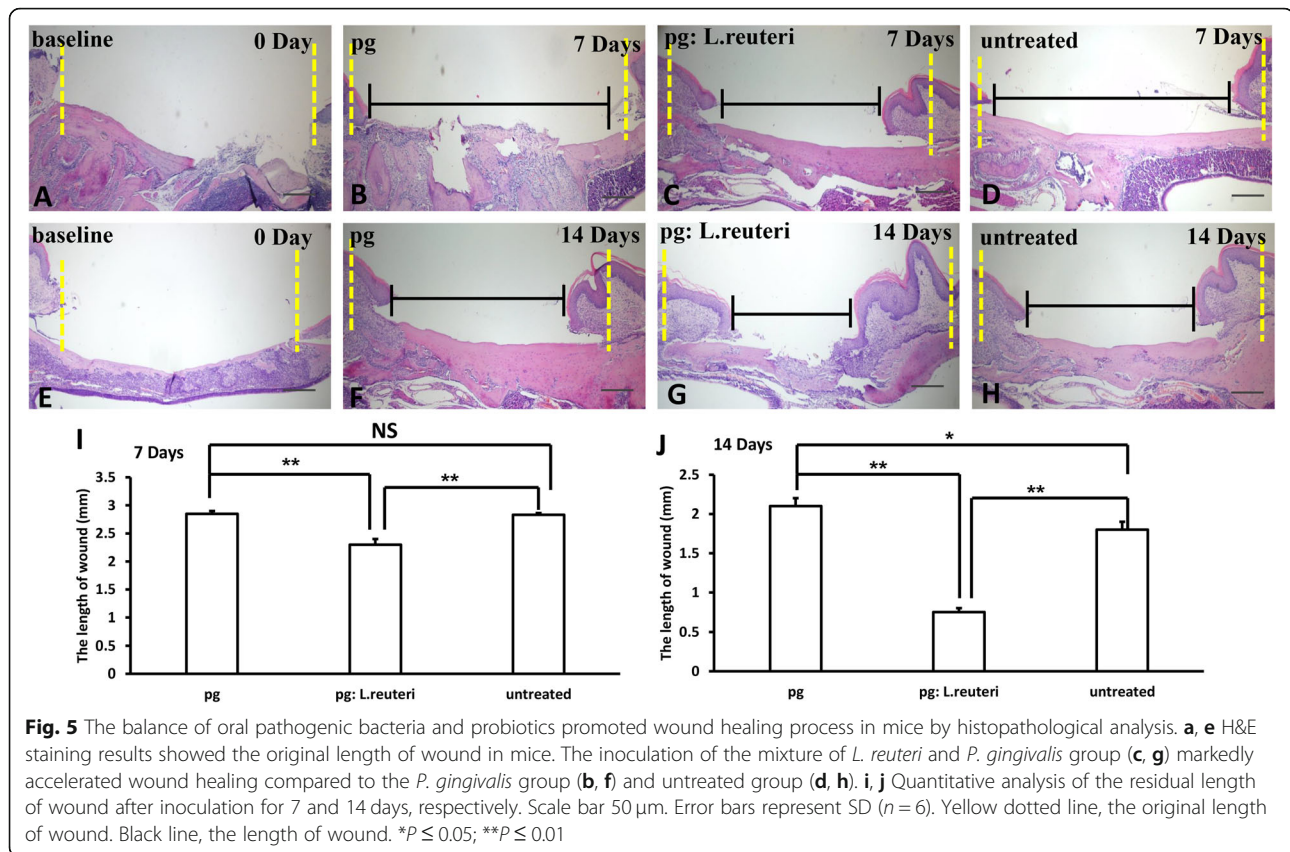 baseline 0 Day
A
pg 7 Days
B
pg: L.reuteri 7 Days
C
untreated 7 Days
D
baseline 0 Day
E
pg 14 Days
F
pg: L.reuteri 14 Days
G
untreated 14 Days
H
I
7 Days
NS
**
**
The length of wound (mm)
3.5
3
2.5
2
1.5
1
0.5
0
pg
pg: L.reuteri
untreated
J
14 Days
*
**
**
The length of wound (mm)
2.5
2
1.5
1
0.5
0
pg
pg: L.reuteri
untreated
Fig. 5 The balance of oral pathogenic bacteria and probiotics promoted wound healing process in mice by histopathological analysis. a, e H&E
staining results showed the original length of wound in mice. The inoculation of the mixture of L. reuteri and P. gingivalis group (c, g) markedly
accelerated wound healing compared to the P. gingivalis group (b, f) and untreated group (d, h). i, j Quantitative analysis of the residual length
of wound after inoculation for 7 and 14 days, respectively. Scale bar 50 μm. Error bars represent SD (n = 6). Yellow dotted line, the original length
of wound. Black line, the length of wound. *P ≤ 0.05; **P ≤ 0.01